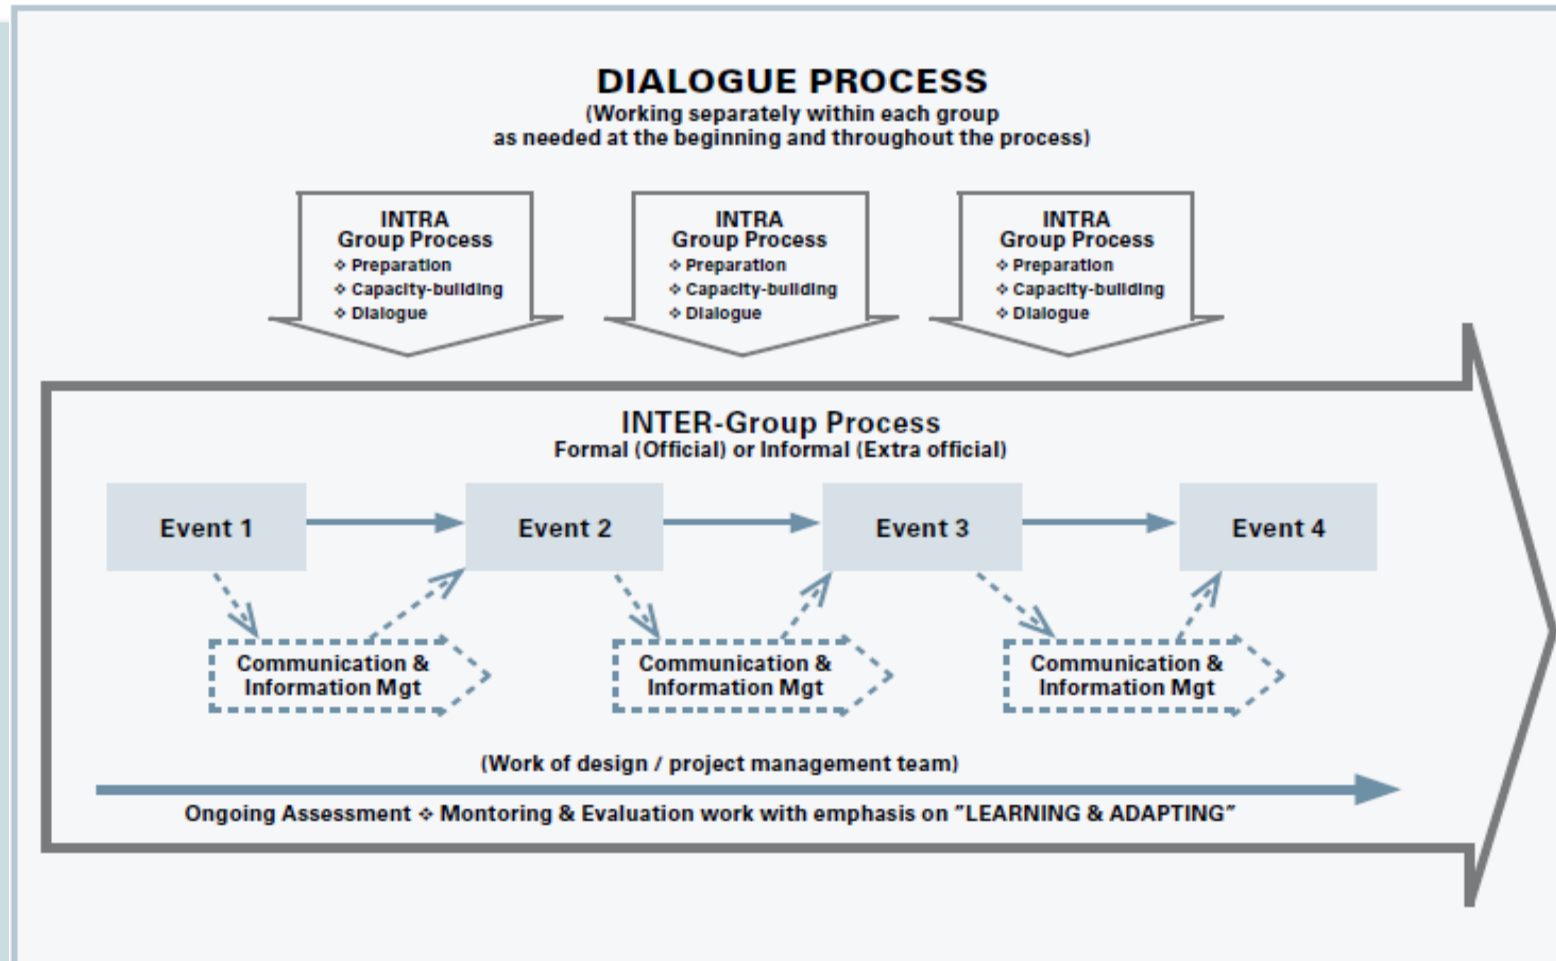 DIALOGUE PROCESS
(Working separately within each group
as needed at the beginning and throughout the process)
INTRA
Group Process
❖ Preparation
❖ Capacity-building
❖ Dialogue
INTRA
Group Process
❖ Preparation
❖ Capacity-building
❖ Dialogue
INTRA
Group Process
❖ Preparation
❖ Capacity-building
❖ Dialogue
INTER-Group Process
Formal (Official) or Informal (Extra official)
Event 1
Event 2
Event 3
Event 4
Communication &
Information Mgt
Communication &
Information Mgt
Communication &
Information Mgt
(Work of design / project management team)
Ongoing Assessment ❖ Montoring & Evaluation work with emphasis on "LEARNING & ADAPTING"